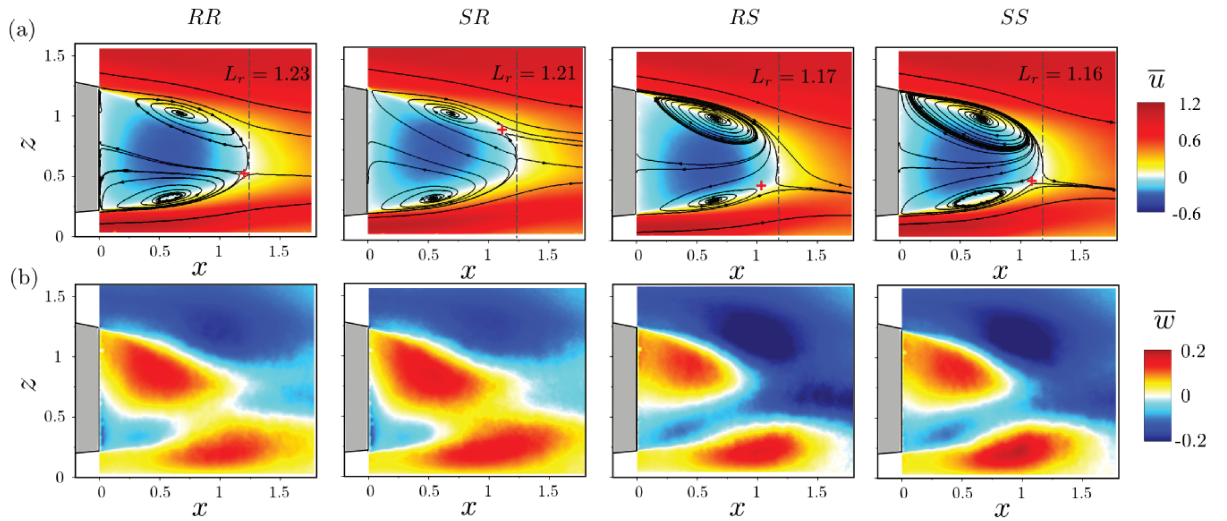 RR SR RS SS
(a)
1.5 L_r = 1.23 L_r = 1.21 L_r = 1.17 L_r = 1.16 \overline{u}
1 1.2
z 0.6
0.5 0
0 -0.6
0 0.5 1 1.5 0 0.5 1 1.5 0 0.5 1 1.5 0 0.5 1 1.5
x x x x
(b)
1.5 \overline{w}
1 0.2
z 0
0.5 -0.2
0
0 0.5 1 1.5 0 0.5 1 1.5 0 0.5 1 1.5 0 0.5 1 1.5
x x x x